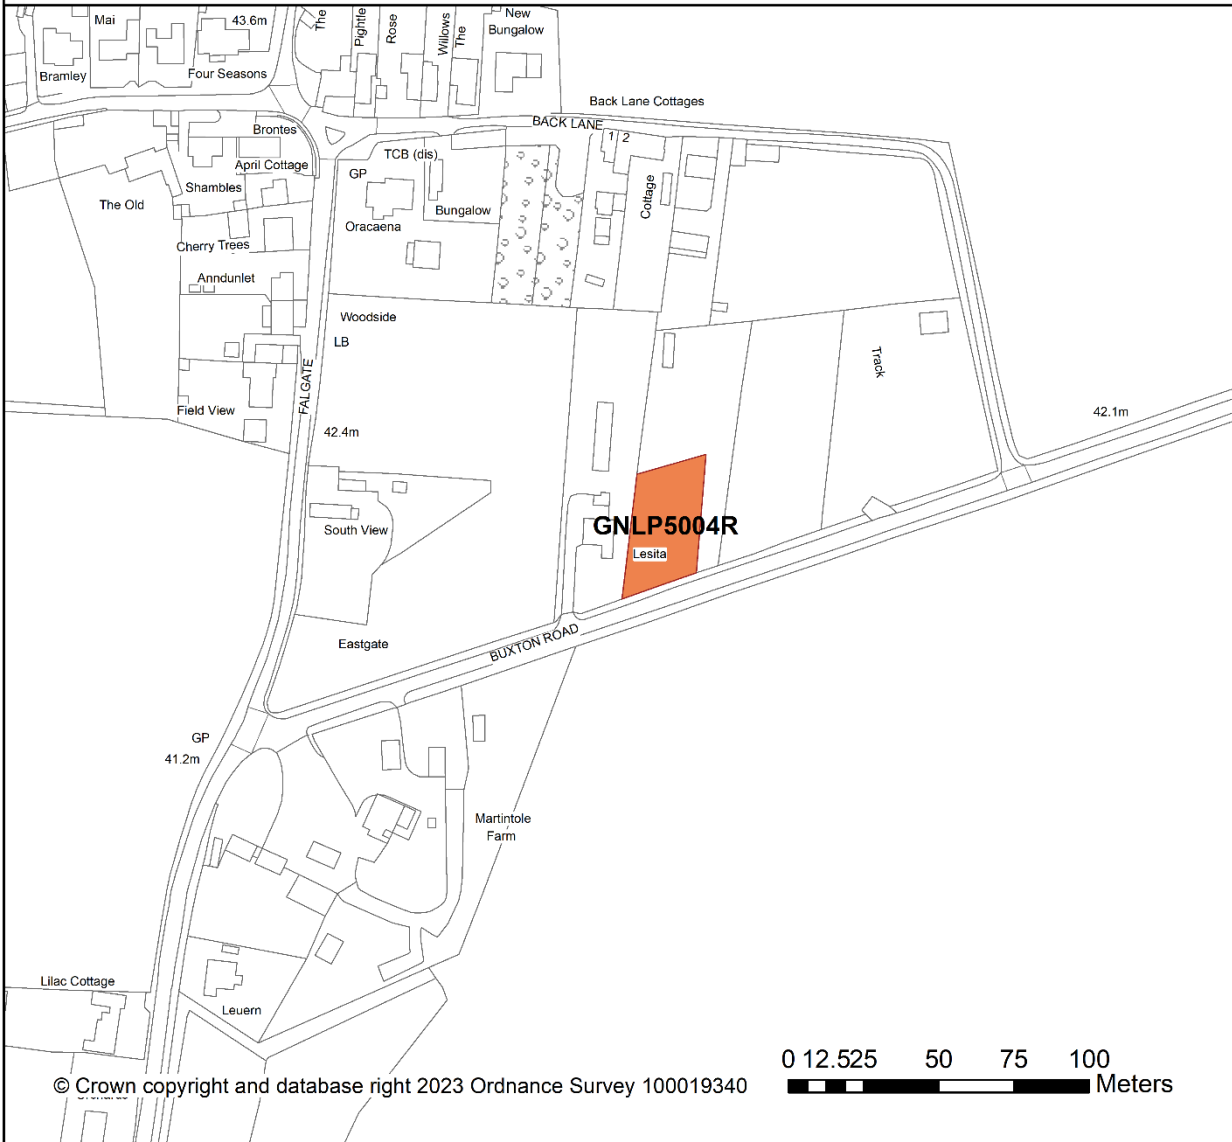 Mai
43.6m
The
Pightle
Rose
Willows
The
New
Bungalow
Bramley
Four Seasons
Back Lane Cottages
BACK LANE
1 2
Brontes
April Cottage
TCB (dis)
GP
Shambles
Cottage
The Old
Bungalow
Oracaena
Cherry Trees
Anndunlet
Woodside
LB
Track
FALGATE
Field View
42.1m
42.4m
GNLP5004R
South View
Lesita
Eastgate
BUXTON ROAD
GP
41.2m
Martintole
Farm
Lilac Cottage
Leuern
0 12.525 50 75 100
Meters
© Crown copyright and database right 2023 Ordnance Survey 100019340